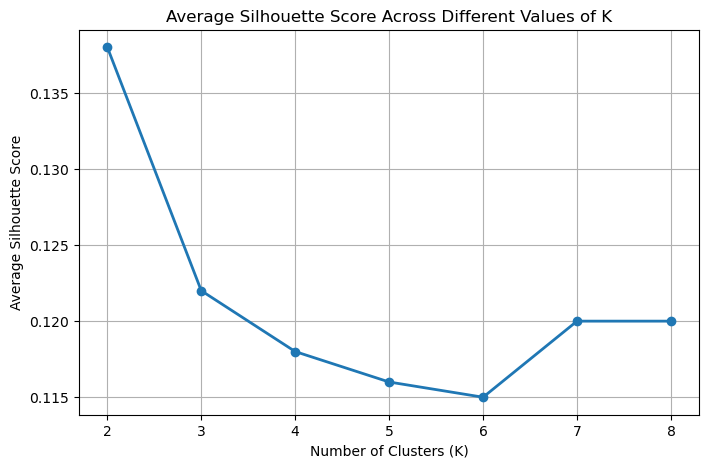 Average Silhouette Score Across Different Values of K
Average Silhouette Score
0.135
0.130
0.125
0.120
0.115
2 3 4 5 6 7 8
Number of Clusters (K)